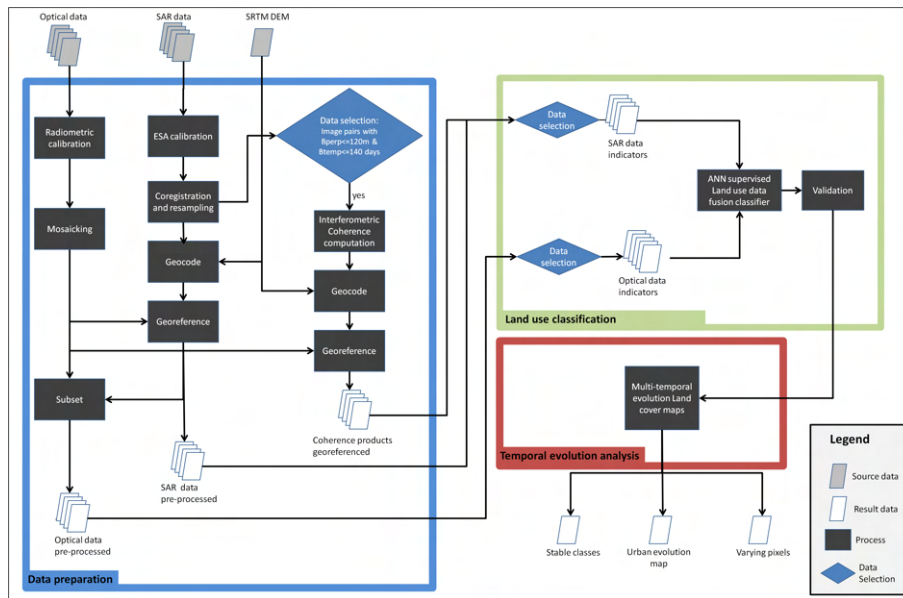 Optical data
SAR data
SRTM DEM
Radiometric
calibration
ESA calibration
Data selection:
Image pairs with
Bperp<=120m &
Btemp<=140 days
Mosaicking
Coregistration
and resampling
yes
Interferometric
Coherence
computation
Geocode
Geocode
Georeference
Georeference
Subset
Coherence products
georeferenced
SAR data
pre-processed
Optical data
pre-processed
Data preparation
Data
selection
SAR data
indicators
ANN supervised
Land use data
fusion classifier
Validation
Data
selection
Optical data
indicators
Land use classification
Multi-temporal
evolution Land
cover maps
Temporal evolution analysis
Stable classes
Urban evolution
map
Varying pixels
Legend
Source data
Result data
Process
Data
Selection